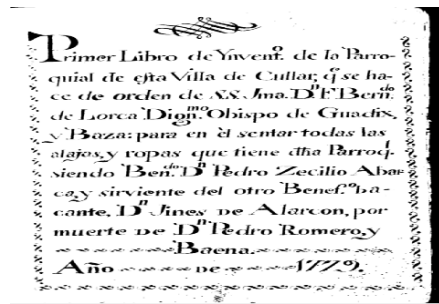 Primer Libro de Ynvent.º de la Parro-
quial de esta Villa de Cullar, q.e se ha-
ce de orden de S.S. Jma. D.n F. Bern.do
de Lorca Dign.mo Obispo de Guadix,
y Baza: para en él sentar todas las
alajas, y ropas que tiene dha Parroq.l
siendo Ben.do D.n Pedro Zecilio Abar-
ca, y sirviente del otro Benef.º ba-
cante, D.n Jines de Alarcon, por
muerte de D.n Pedro Romero, y
Baena.
Año de 1779.